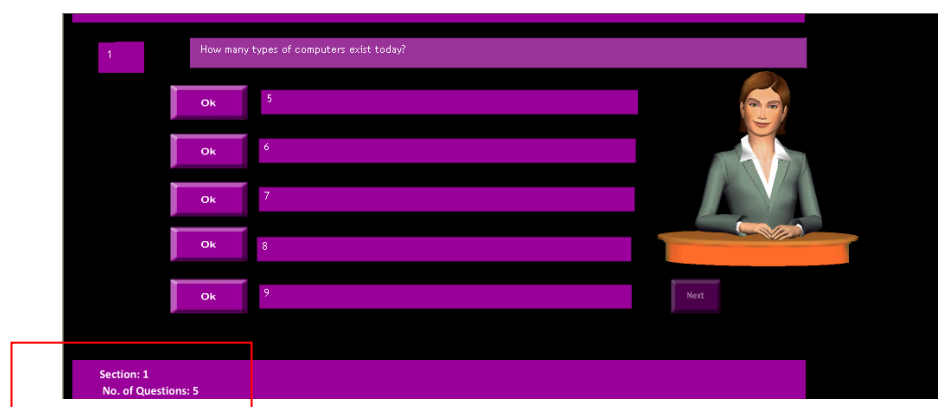 1
How many types of computers exist today?
Ok
5
Ok
6
Ok
7
Ok
8
Ok
9
Next
Section: 1
No. of Questions: 5